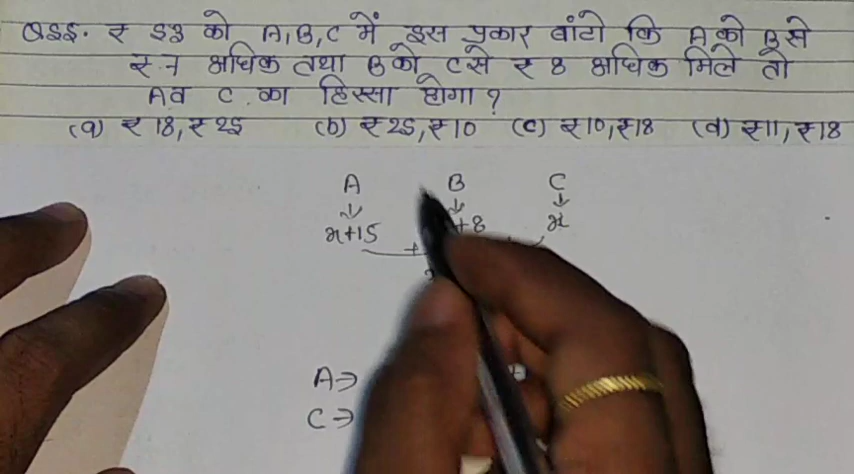 Q55. ₹ 53 को A,B,C में इस प्रकार बांटो कि A को B से
₹ 7 अधिक तथा B को C से ₹ 8 अधिक मिले तो
A व C का हिस्सा होगा ?
(a) ₹18,₹25 (b) ₹25,₹10 (c) ₹10,₹18 (d) ₹11,₹18
A B C
↓ ↓ ↓
x+15 +8 x
+
A⇒
C⇒